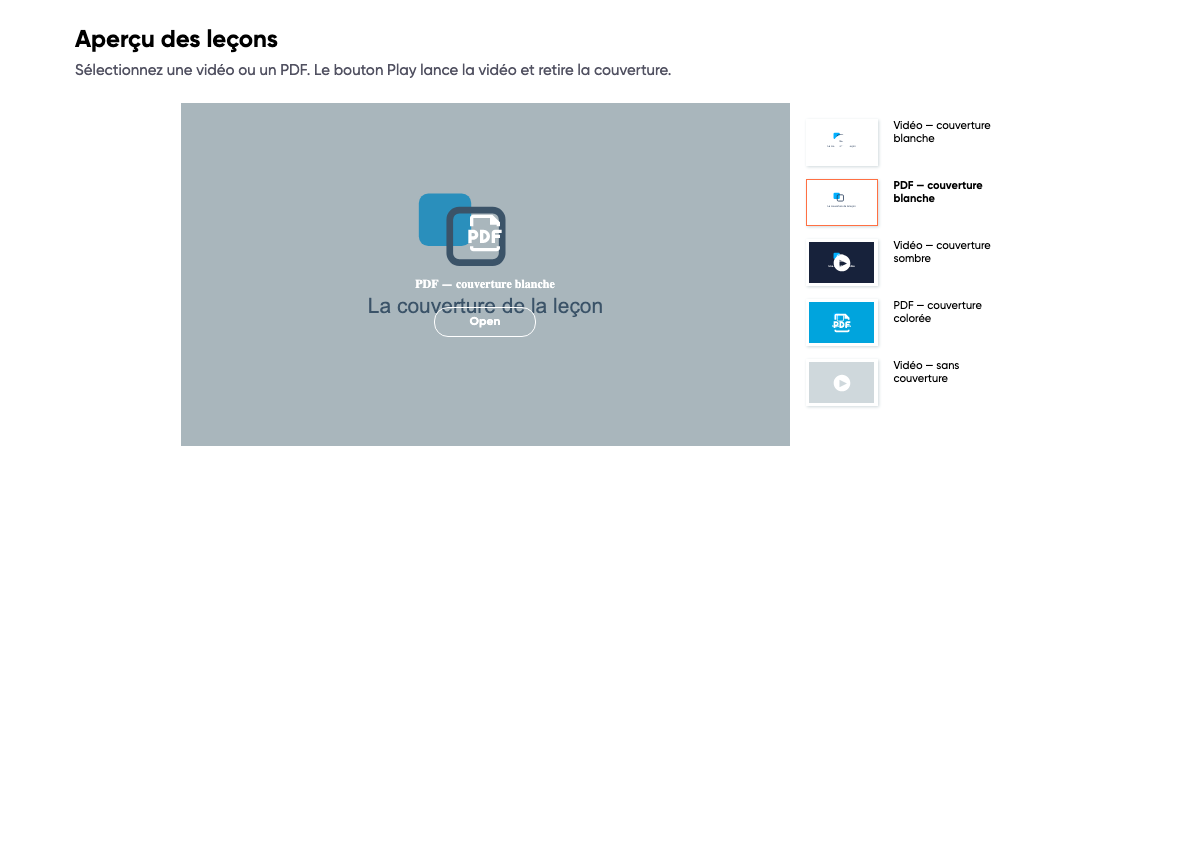 Aperçu des leçons
Sélectionnez une vidéo ou un PDF. Le bouton Play lance la vidéo et retire la couverture.
PDF
PDF — couverture blanche
La couverture de la leçon
Open
Vidéo — couverture
blanche
PDF — couverture
blanche
Vidéo — couverture
sombre
PDF
PDF — couverture
colorée
Vidéo — sans
couverture